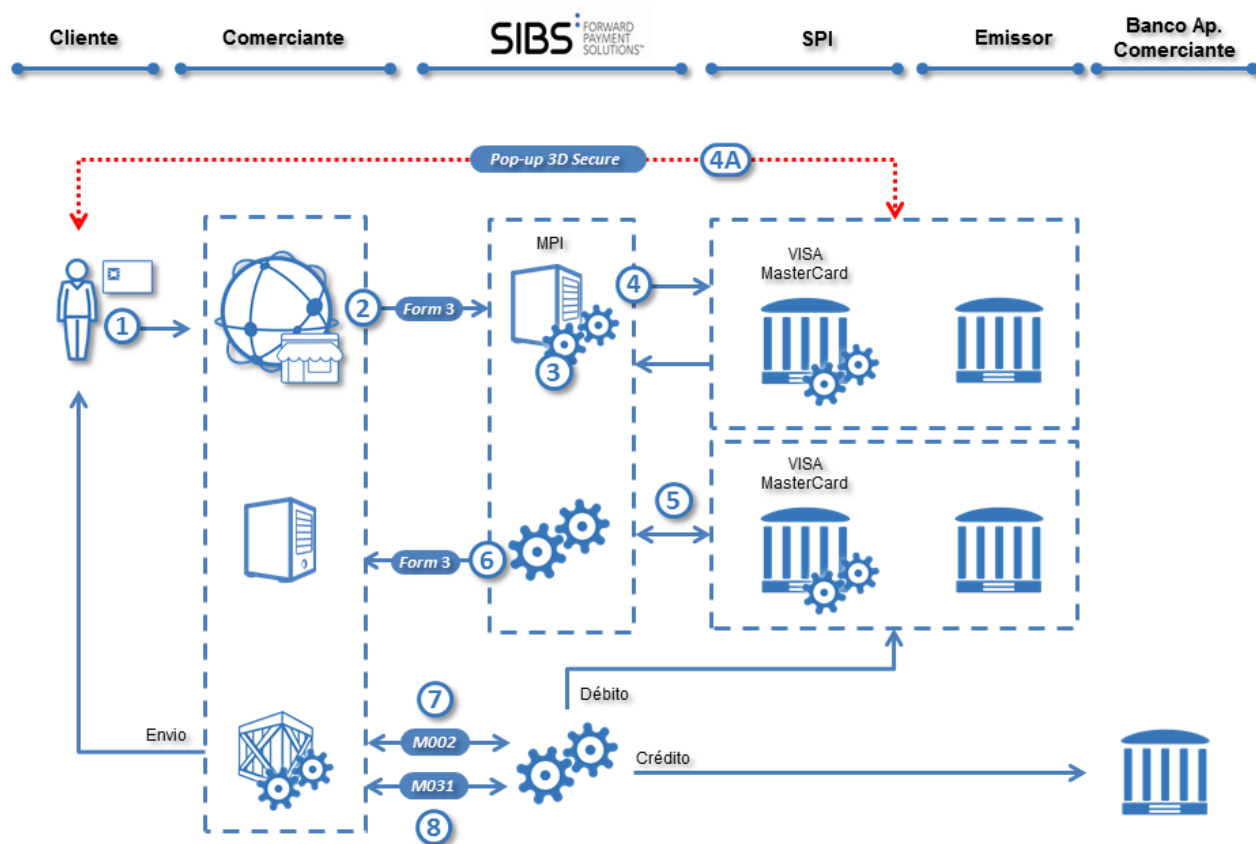 Cliente
Comerciante
SIBS FORWARD
PAYMENT
SOLUTIONS™
SPI
Emissor
Banco Ap.
Comerciante
Pop-up 3D Secure
4A
MPI
VISA
MasterCard
1
2
Form 3
4
3
VISA
MasterCard
5
Form 3
6
7
Débito
Envio
M002
Crédito
M031
8